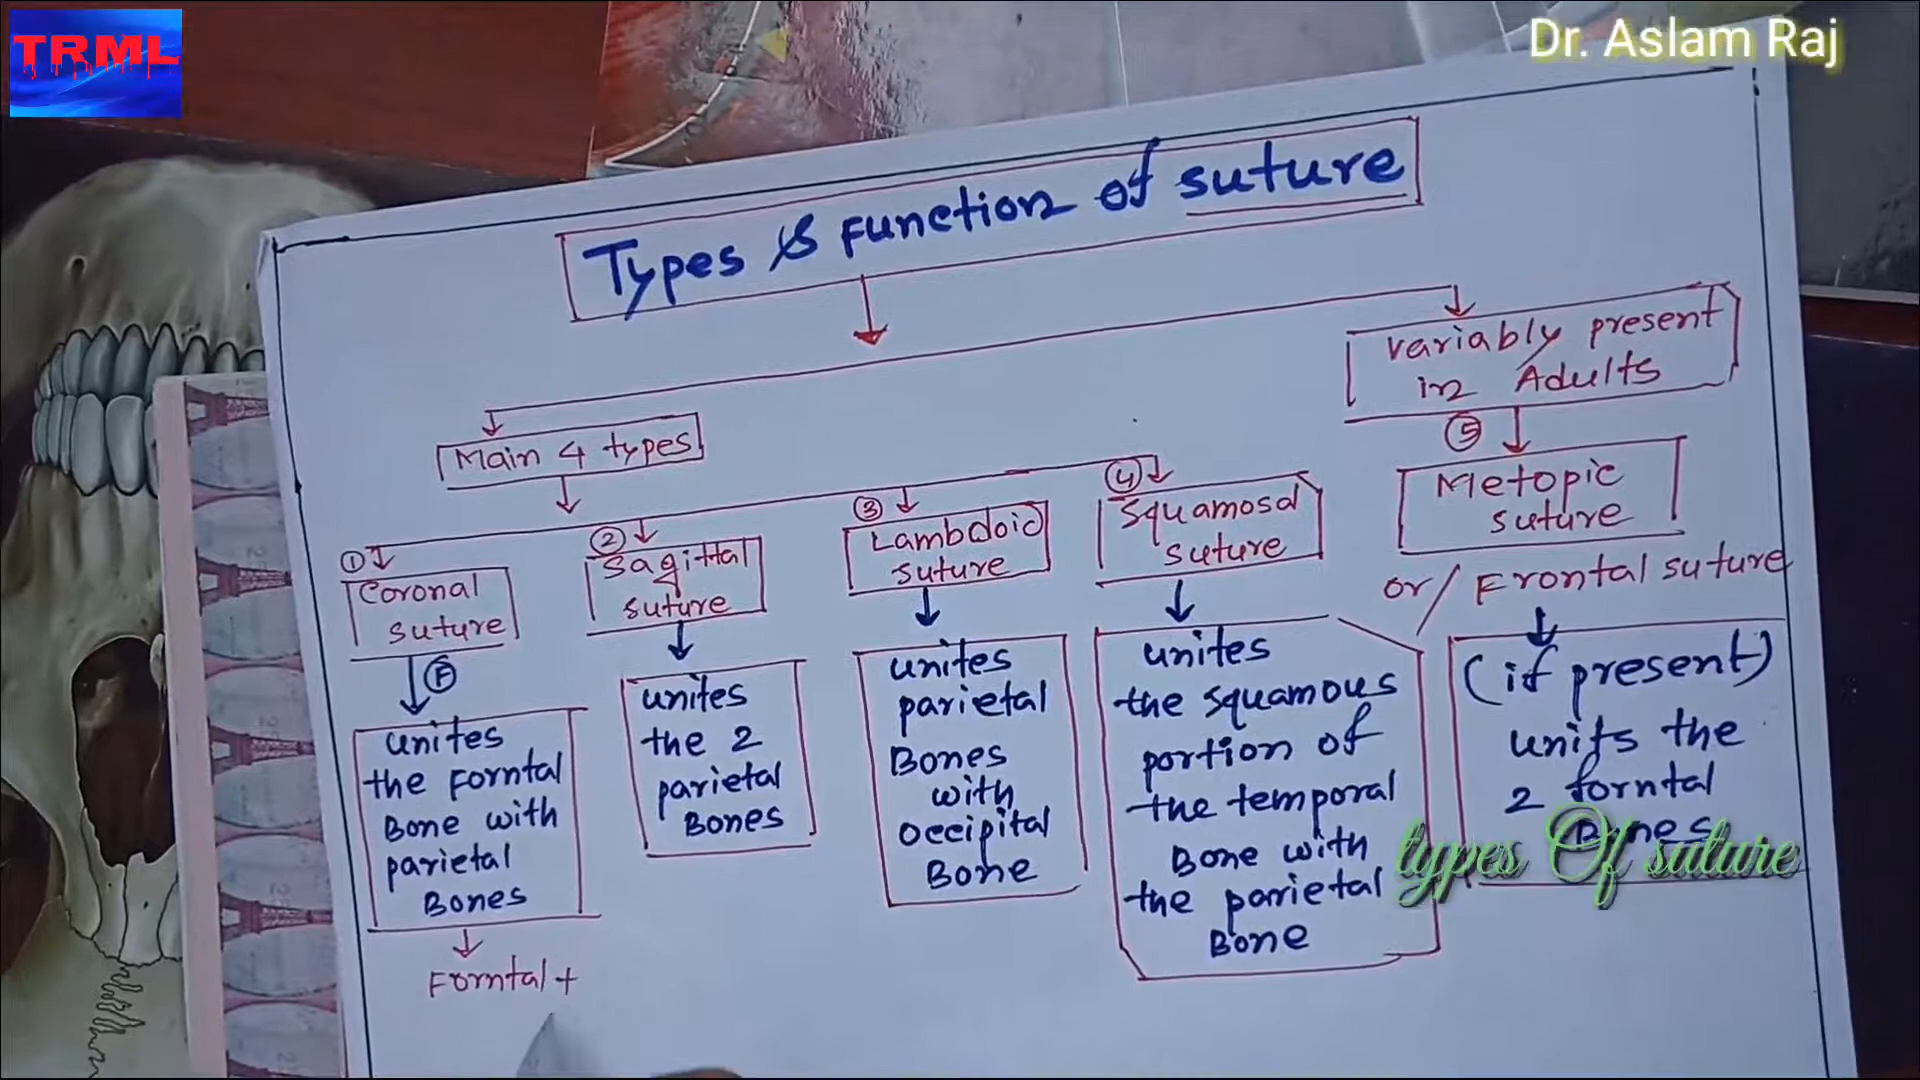 TRML
Dr. Aslam Raj
Types & Function of suture
variably present
in Adults
Main 4 types
5
Metopic
suture
or / Frontal suture
1
Coronal
suture
2
Sagittal
suture
3
Lambdoid
suture
4
Squamosal
suture
F
unites
the Forntal
Bone with
parietal
Bones
Forntal +
unites
the 2
parietal
Bones
unites
parietal
Bones
with
occipital
Bone
unites
the squamous
portion of
the temporal
Bone with
the parietal
Bone
(if present)
units the
2 forntal
Bones
types Of suture